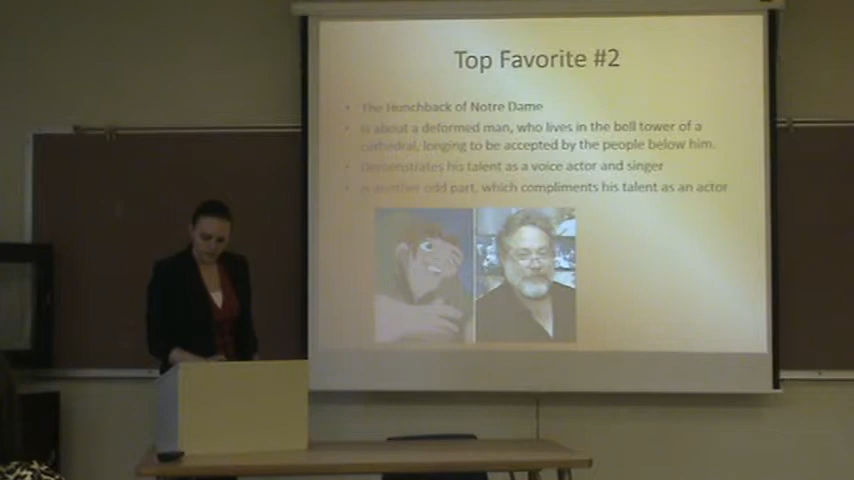 Top Favorite #2
• The Hunchback of Notre Dame
• Is about a deformed man, who lives in the bell tower of a
cathedral, longing to be accepted by the people below him.
• Demonstrates his talent as a voice actor and singer
• Is another odd part, which compliments his talent as an actor